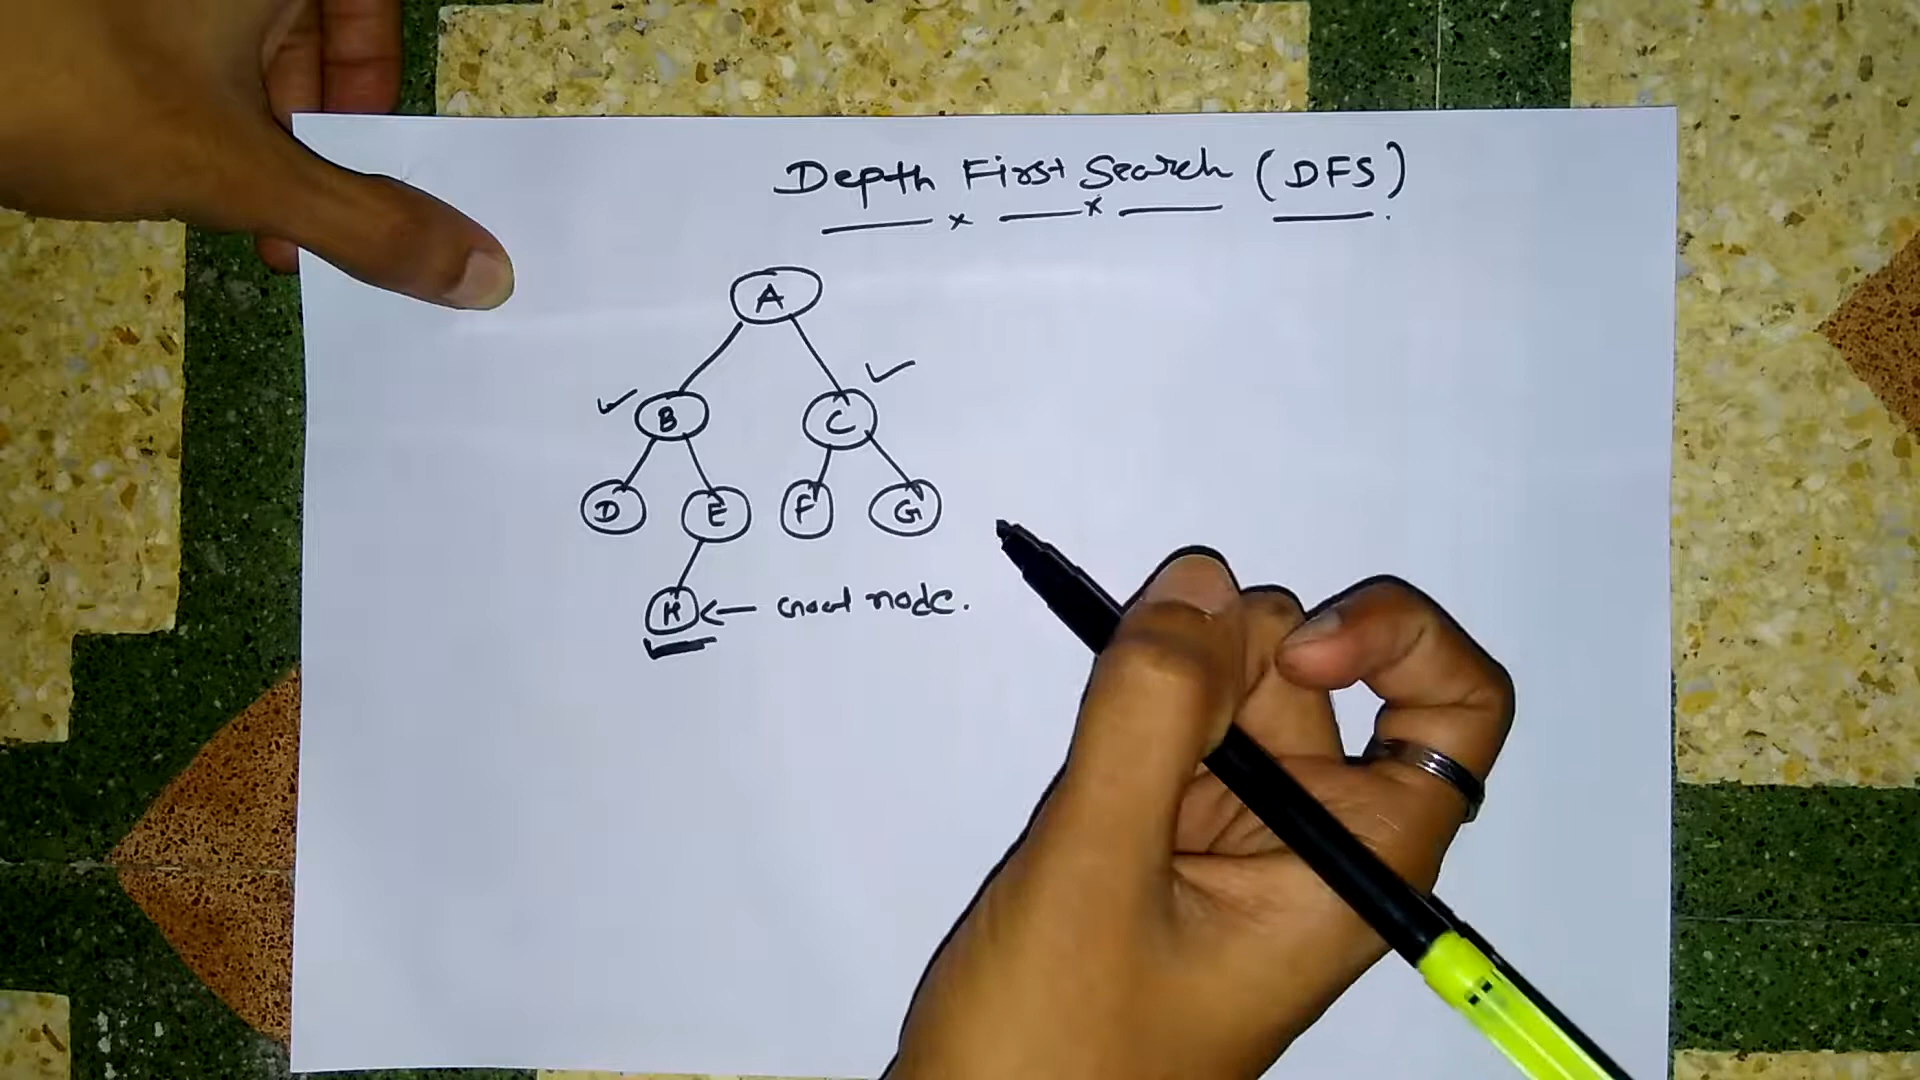 Depth First Search (DFS)
A
B C
D E F G
H ← Goal node.